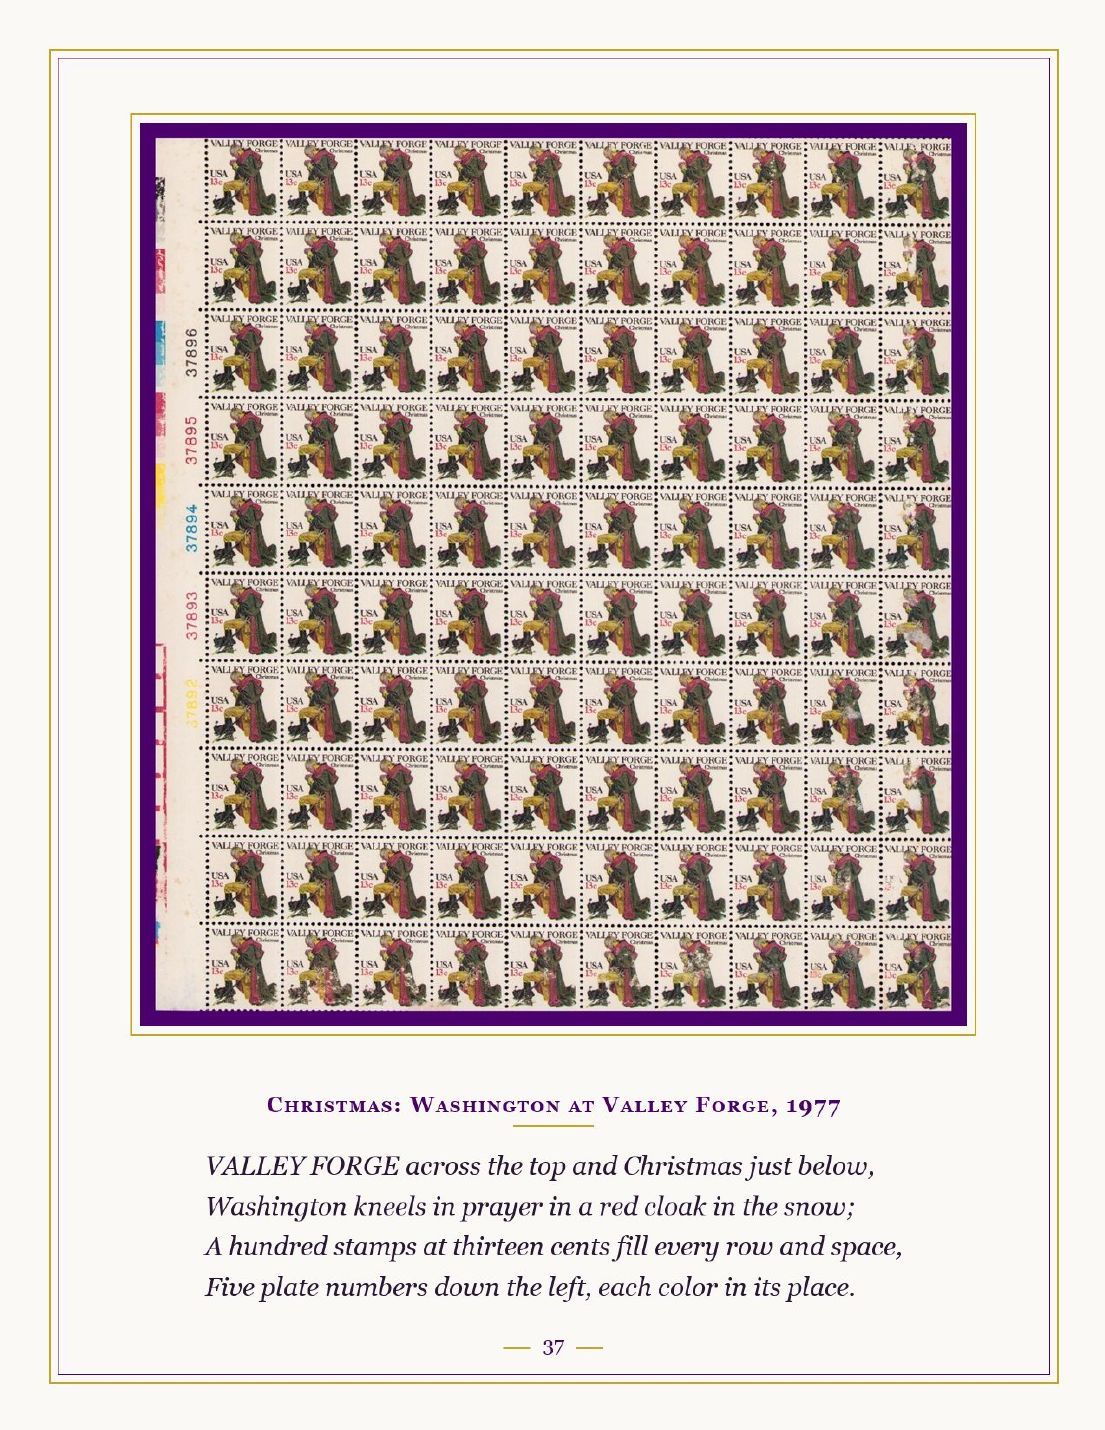 VALLEY FORGE
Christmas
USA
13c
37896
37895
37894
37893
37892
Christmas: Washington at Valley Forge, 1977
VALLEY FORGE across the top and Christmas just below,
Washington kneels in prayer in a red cloak in the snow;
A hundred stamps at thirteen cents fill every row and space,
Five plate numbers down the left, each color in its place.
— 37 —